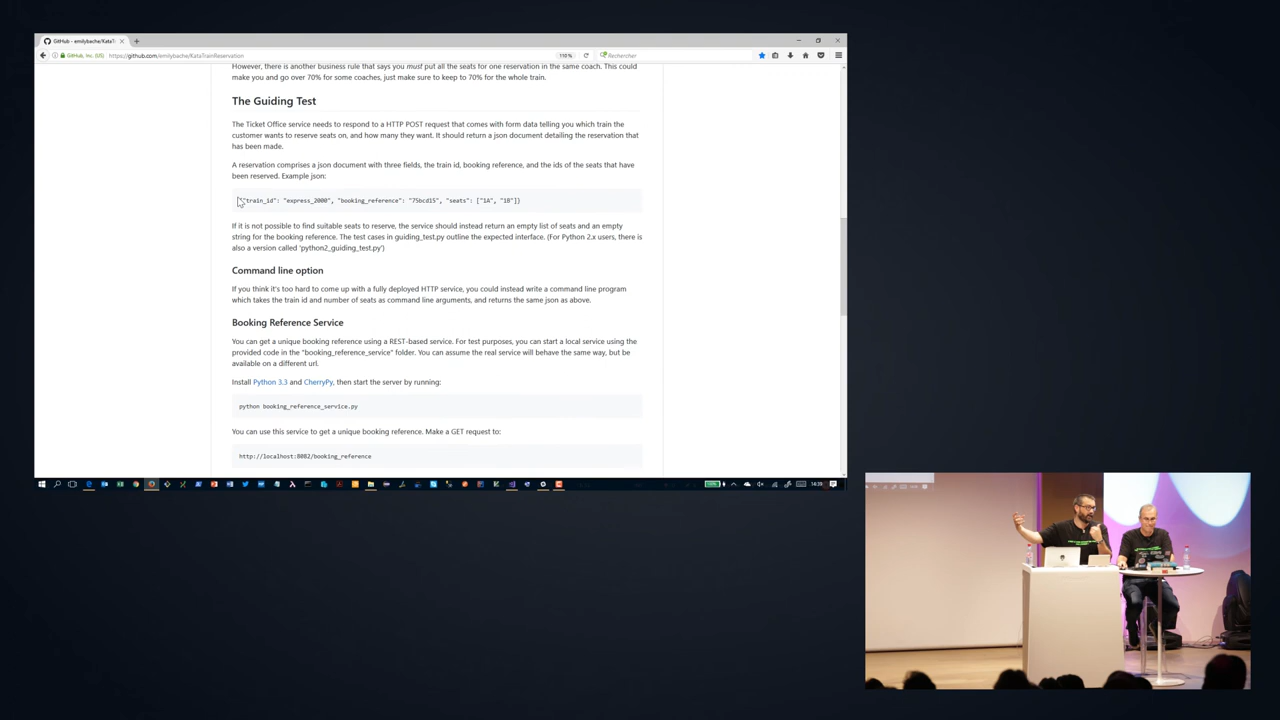 GitHub - emilybache/KataTr
GitHub, Inc. (US)
https://github.com/emilybache/KataTrainReservation
110%
Rechercher
However, there is another business rule that says you must put all the seats for one reservation in the same coach. This could
make you and go over 70% for some coaches, just make sure to keep to 70% for the whole train.
The Guiding Test
The Ticket Office service needs to respond to a HTTP POST request that comes with form data telling you which train the
customer wants to reserve seats on, and how many they want. It should return a json document detailing the reservation that
has been made.
A reservation comprises a json document with three fields, the train id, booking reference, and the ids of the seats that have
been reserved. Example json:
{"train_id": "express_2000", "booking_reference": "75bcd15", "seats": ["1A", "1B"]}
If it is not possible to find suitable seats to reserve, the service should instead return an empty list of seats and an empty
string for the booking reference. The test cases in guiding_test.py outline the expected interface. (For Python 2.x users, there is
also a version called 'python2_guiding_test.py')
Command line option
If you think it's too hard to come up with a fully deployed HTTP service, you could instead write a command line program
which takes the train id and number of seats as command line arguments, and returns the same json as above.
Booking Reference Service
You can get a unique booking reference using a REST-based service. For test purposes, you can start a local service using the
provided code in the "booking_reference_service" folder. You can assume the real service will behave the same way, but be
available on a different url.
Install Python 3.3 and CherryPy, then start the server by running:
python booking_reference_service.py
You can use this service to get a unique booking reference. Make a GET request to:
http://localhost:8082/booking_reference
14:39